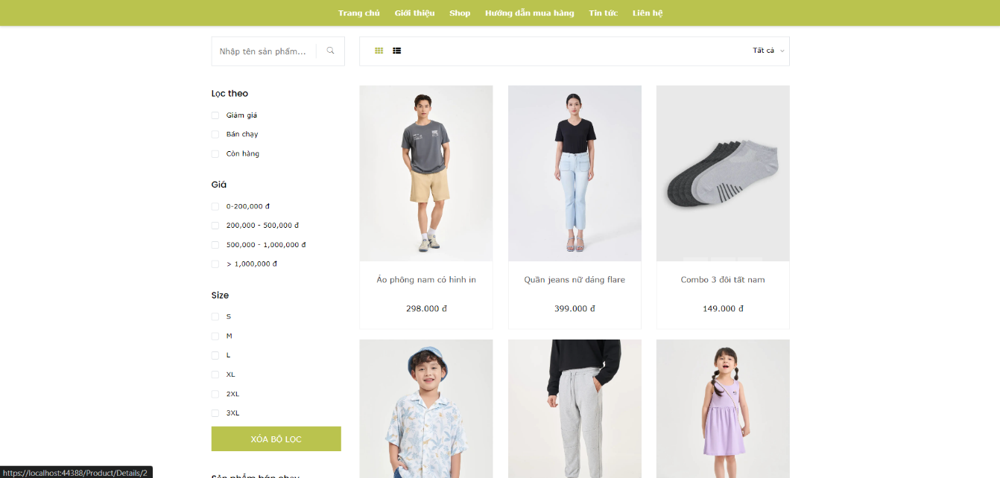 Trang chủ Giới thiệu Shop Hướng dẫn mua hàng Tin tức Liên hệ
Nhập tên sản phẩm...
Tất cả
Lọc theo
Giảm giá
Bán chạy
Còn hàng
Giá
0-200,000 đ
200,000 - 500,000 đ
500,000 - 1,000,000 đ
> 1,000,000 đ
Size
S
M
L
XL
2XL
3XL
XÓA BỘ LỌC
Sản phẩm bán chạy
Áo phông nam có hình in
298.000 đ
Quần jeans nữ dáng flare
399.000 đ
Combo 3 đôi tất nam
149.000 đ
https://localhost:44388/Product/Details/2